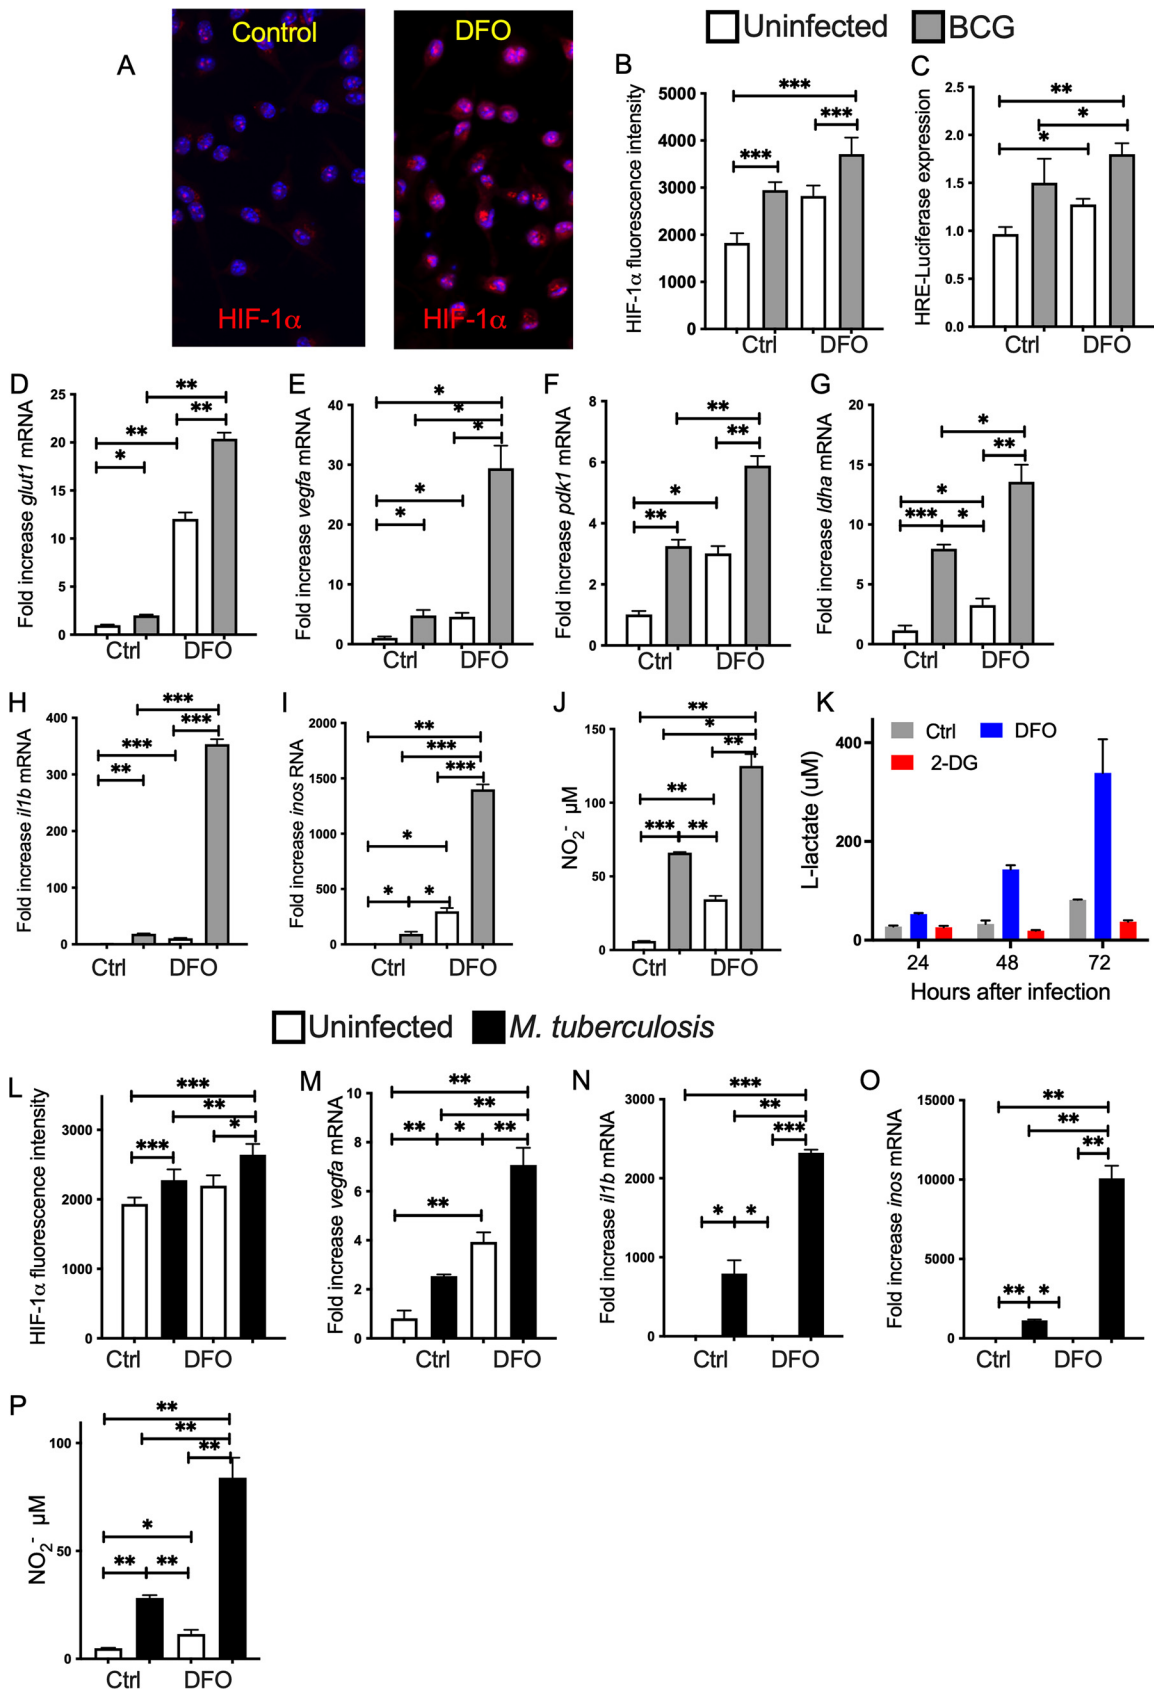 Uninfected BCG
A
Control
HIF-1α
DFO
HIF-1α
B
HIF-1α fluorescence intensity
5000
4000
3000
2000
1000
0
***
***
***
Ctrl DFO
C
HRE-Luciferase expression
2.5
2.0
1.5
1.0
0.5
0.0
**
*
*
Ctrl DFO
D
Fold increase glut1 mRNA
25
20
15
10
5
0
**
**
**
*
Ctrl DFO
E
Fold increase vegfa mRNA
40
30
20
10
0
*
*
*
*
*
Ctrl DFO
F
Fold increase pdk1 mRNA
8
6
4
2
0
**
**
*
**
Ctrl DFO
G
Fold increase ldha mRNA
20
15
10
5
0
*
**
*
*** *
Ctrl DFO
H
Fold increase il1b mRNA
400
300
200
100
0
***
***
***
**
Ctrl DFO
I
Fold increase inos RNA
2000
1500
1000
500
0
**
***
***
*
* *
Ctrl DFO
J
NO2- μM
150
100
50
0
**
*
**
**
*** **
Ctrl DFO
K
L-lactate (uM)
400
200
0
Ctrl DFO
2-DG
24 48 72
Hours after infection
Uninfected M. tuberculosis
L
HIF-1α fluorescence intensity
3000
2000
1000
0
***
**
*** *
Ctrl DFO
M
Fold increase vegfa mRNA
10
8
6
4
2
0
**
**
** * **
**
Ctrl DFO
N
Fold increase il1b mRNA
3000
2000
1000
0
***
**
***
* *
Ctrl DFO
O
Fold increase inos mRNA
15000
10000
5000
0
**
**
**
** *
Ctrl DFO
P
NO2- μM
100
50
0
**
**
**
*
** **
Ctrl DFO